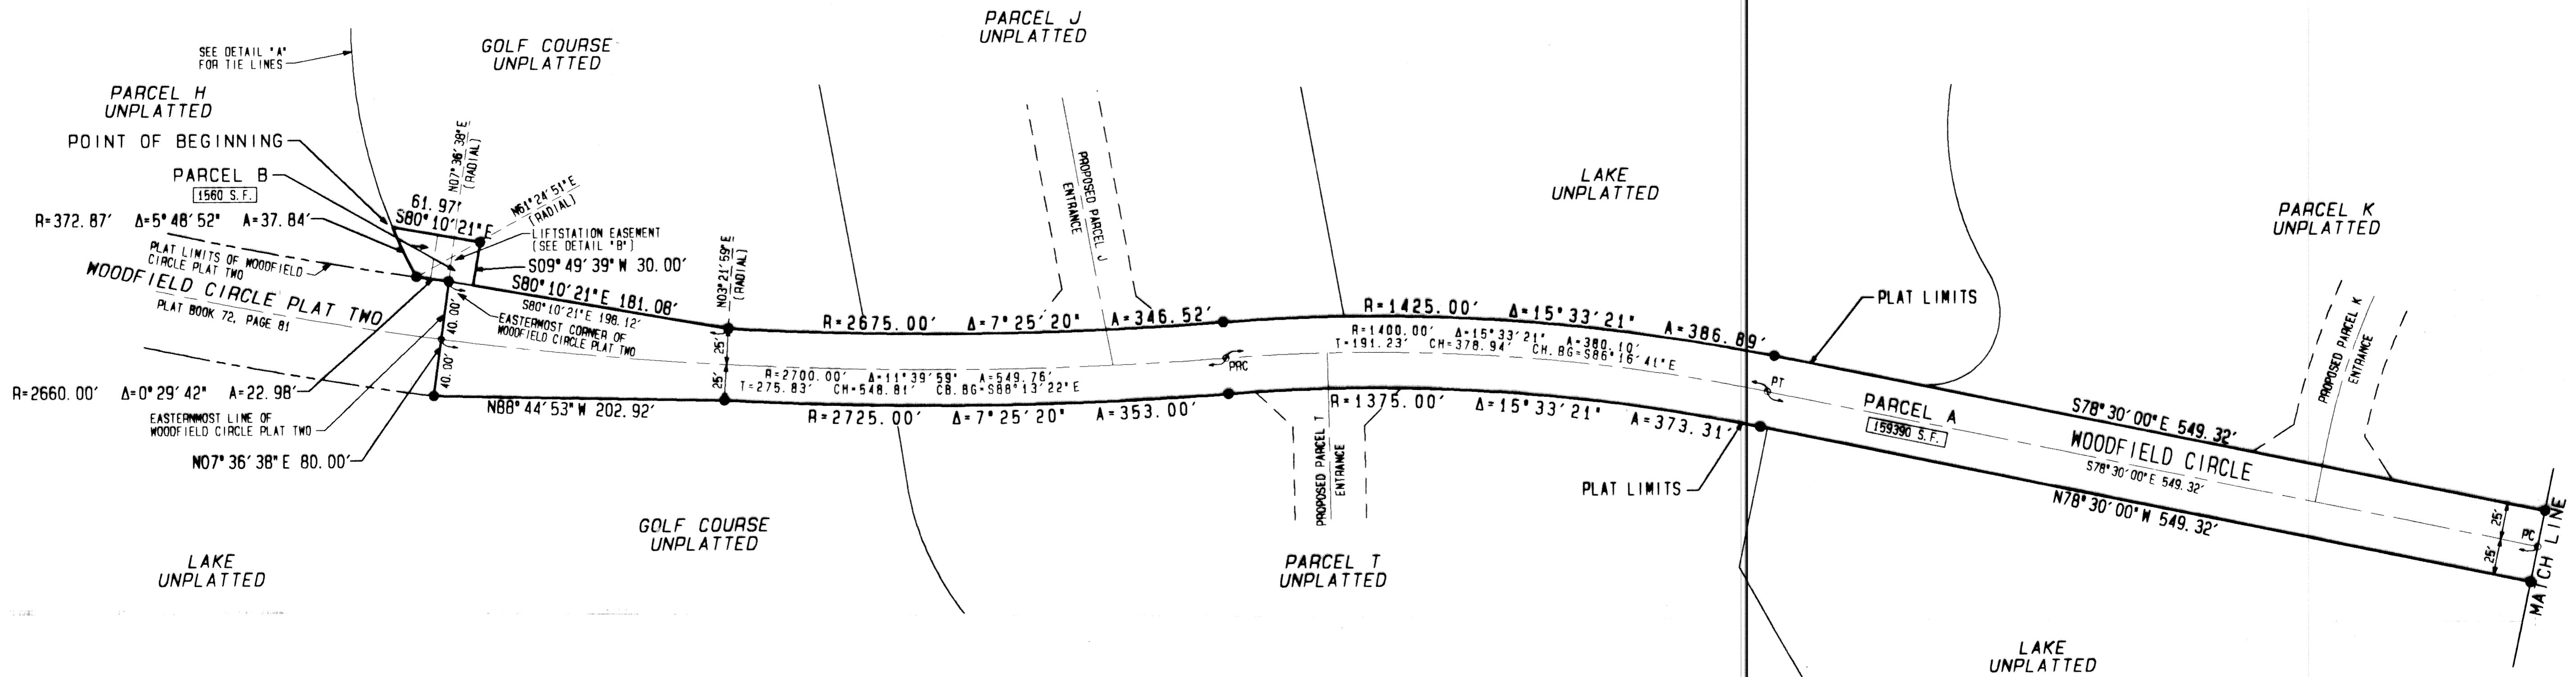 PARCEL J
UNPLATTED
SEE DETAIL "A"
FOR TIE LINES
GOLF COURSE
UNPLATTED
PARCEL H
UNPLATTED
POINT OF BEGINNING
PARCEL B
1560 S.F.
R=372.87' Δ=5°48'52" A=37.84'
N07°36'38"E
(RADIAL)
61.97'
S80°10'21"E
N61°24'51"E
(RADIAL)
LIFTSTATION EASEMENT
(SEE DETAIL "B")
S09°49'39"W 30.00'
PLAT LIMITS OF WOODFIELD
CIRCLE PLAT TWO
WOODFIELD CIRCLE PLAT TWO
PLAT BOOK 72, PAGE 81
S80°10'21"E 181.08'
S80°10'21"E 198.12'
EASTERMOST CORNER OF
WOODFIELD CIRCLE PLAT TWO
40.00'
40.00'
N03°21'59"E
(RADIAL)
25'
25'
R=2660.00' Δ=0°29'42" A=22.98'
EASTERNMOST LINE OF
WOODFIELD CIRCLE PLAT TWO
N07°36'38"E 80.00'
N88°44'53"W 202.92'
R=2675.00' Δ=7°25'20" A=346.52'
R=2700.00' Δ=11°39'59" A=549.76'
T=275.83' CH=548.81' CB.BG=S88°13'22"E
R=2725.00' Δ=7°25'20" A=353.00'
PROPOSED PARCEL J
ENTRANCE
PRC
R=1425.00' Δ=15°33'21" A=386.89'
R=1400.00' Δ=15°33'21" A=380.10'
T=191.23' CH=378.94' CH.BG=S86°16'41"E
R=1375.00' Δ=15°33'21" A=373.31'
PROPOSED PARCEL T
ENTRANCE
LAKE
UNPLATTED
PLAT LIMITS
PT
PARCEL A
159390 S.F.
PLAT LIMITS
PARCEL K
UNPLATTED
PROPOSED PARCEL K
ENTRANCE
S78°30'00"E 549.32'
WOODFIELD CIRCLE
S78°30'00"E 549.32'
N78°30'00"W 549.32'
25'
25'
PC
MATCH LINE
GOLF COURSE
UNPLATTED
LAKE
UNPLATTED
PARCEL T
UNPLATTED
LAKE
UNPLATTED